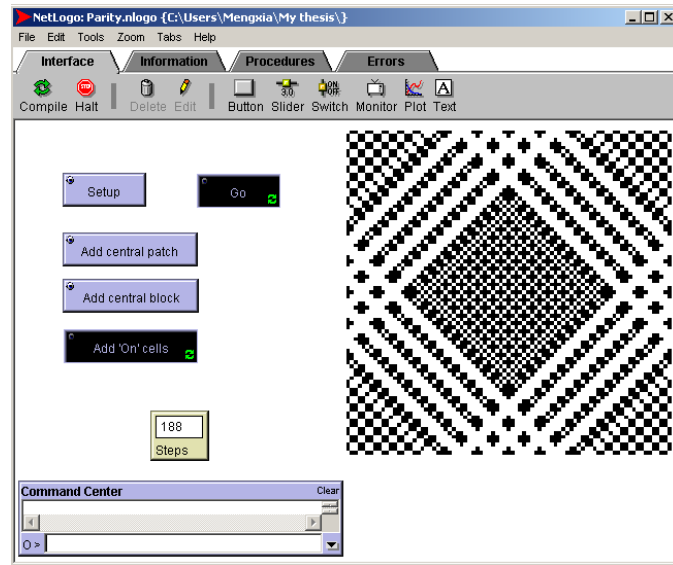 NetLogo: Parity.nlogo {C:\Users\Mengxia\My thesis\}
File Edit Tools Zoom Tabs Help
Interface Information Procedures Errors
Compile Halt Delete Edit Button Slider Switch Monitor Plot Text
Setup Go
Add central patch
Add central block
Add 'On' cells
188
Steps
Command Center Clear
O>